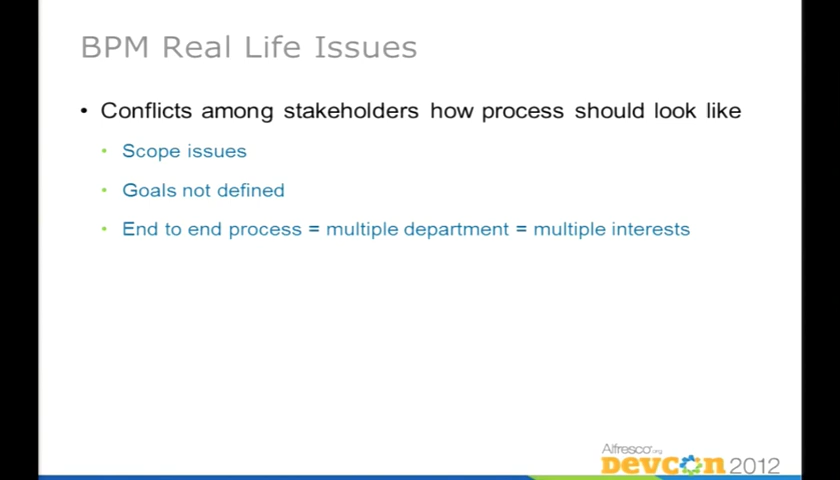 BPM Real Life Issues
• Conflicts among stakeholders how process should look like
• Scope issues
• Goals not defined
• End to end process = multiple department = multiple interests
Alfresco.org
Devcon 2012